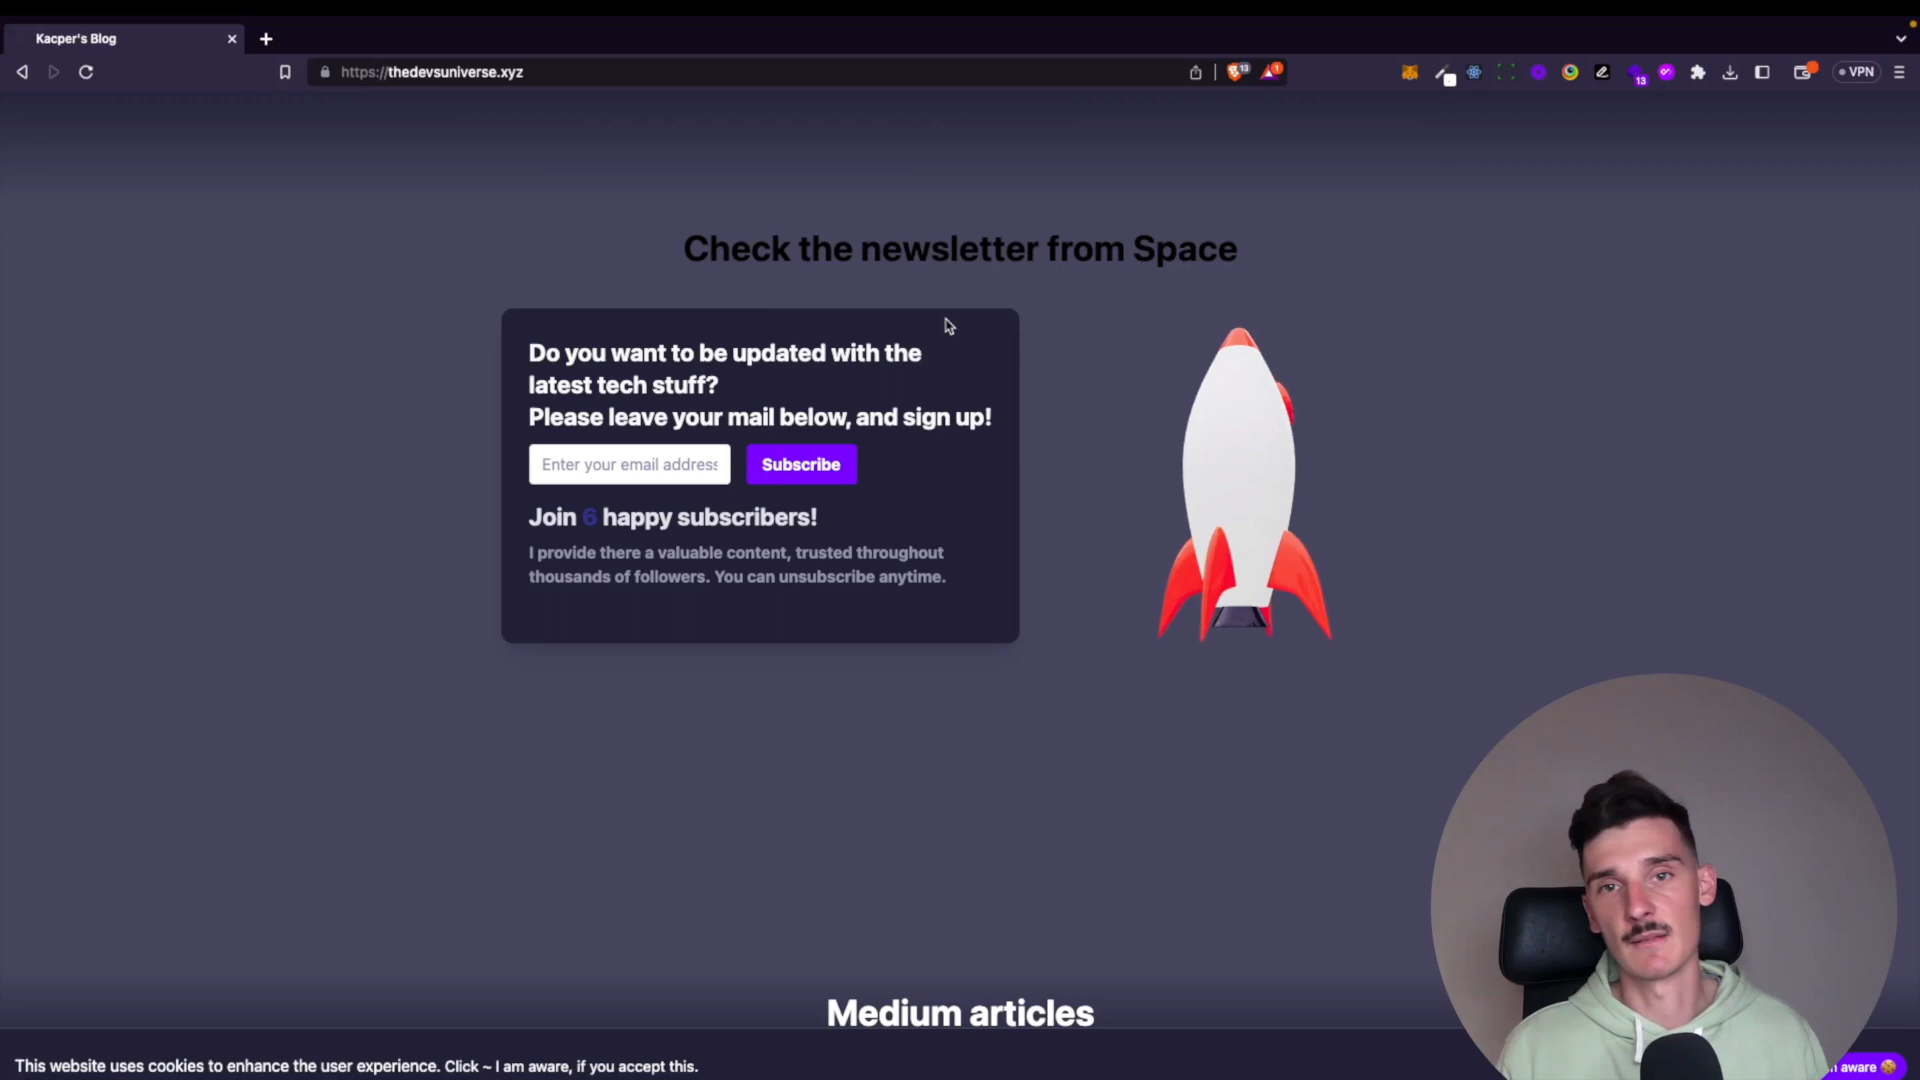 Kacper's Blog
https://thedevsuniverse.xyz
13
1
13
VPN
Check the newsletter from Space
Do you want to be updated with the
latest tech stuff?
Please leave your mail below, and sign up!
Enter your email address
Subscribe
Join 6 happy subscribers!
I provide there a valuable content, trusted throughout
thousands of followers. You can unsubscribe anytime.
Medium articles
This website uses cookies to enhance the user experience. Click ~ I am aware, if you accept this.
aware